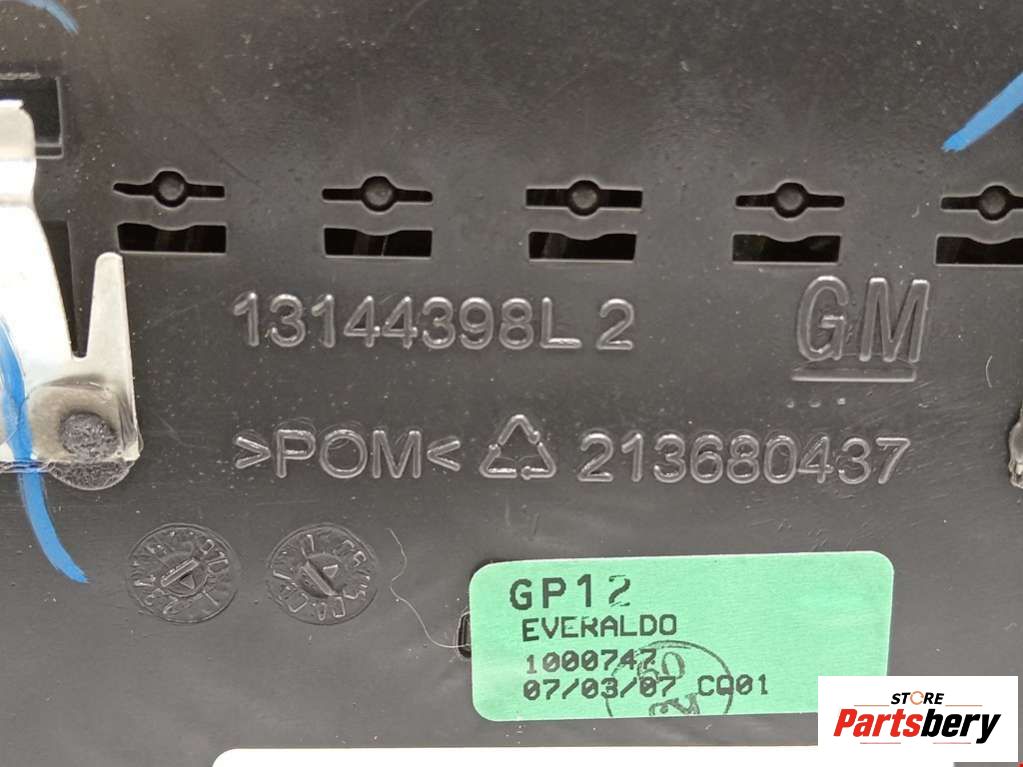 13144398L 2 GM
>POM< 213680437
GP12
EVERALDO
1000747
07/03/07 CQ01
STORE
Partsbery